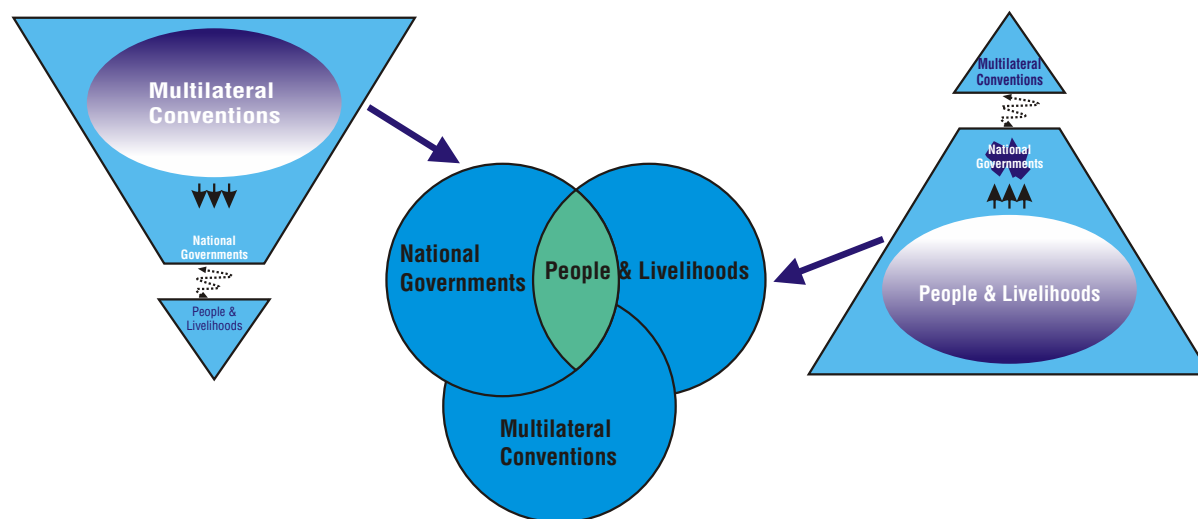 Multilateral
Conventions
National
Governments
People &
Livelihoods
National
Governments
People & Livelihoods
Multilateral
Conventions
Multilateral
Conventions
National
Governments
People & Livelihoods